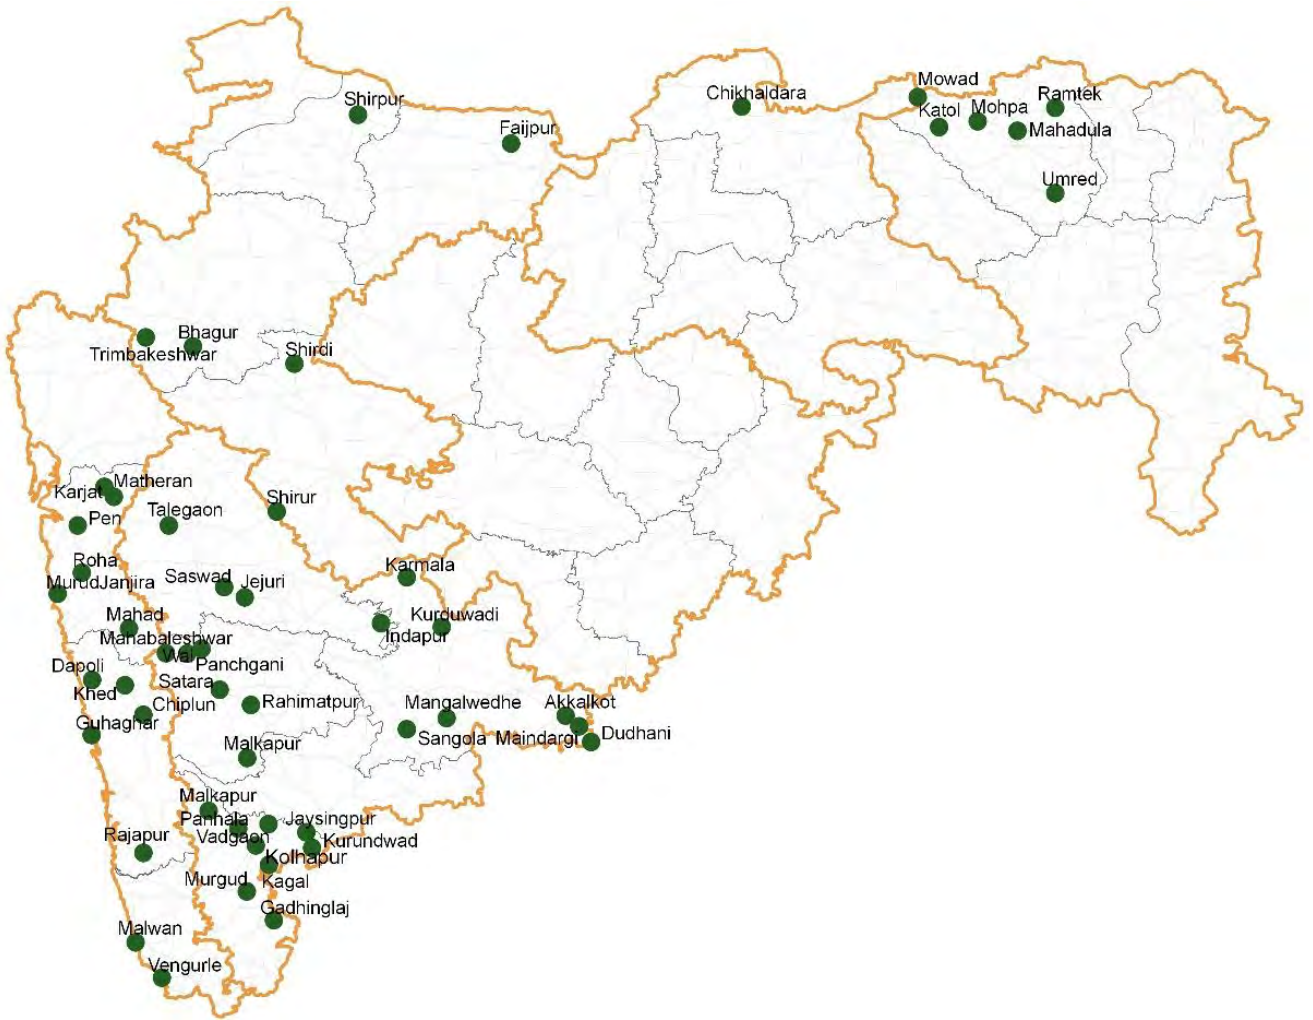 Mowad
Chikhaldara
Ramtek
Shirpur
Katol
Mohpa
Faijpur
Mahadula
Umred
Bhagur
Trimbakeshwar
Shirdi
Matheran
Karjat
Shirur
Talegaon
Pen
Roha
Karmala
MurudJanjira
Saswad
Jejuri
Mahad
Kurduwadi
Indapur
Mahabaleshwar
Wai
Panchgani
Dapoli
Satara
Khed
Rahimatpur
Mangalwedhe
Akkalkot
Chiplun
Guhaghar
Sangola
Maindargi
Dudhani
Malkapur
Malkapur
Panhala
Jaysingpur
Rajapur
Vadgaon
Kurundwad
Kolhapur
Murgud
Kagal
Gadhinglaj
Malwan
Vengurle